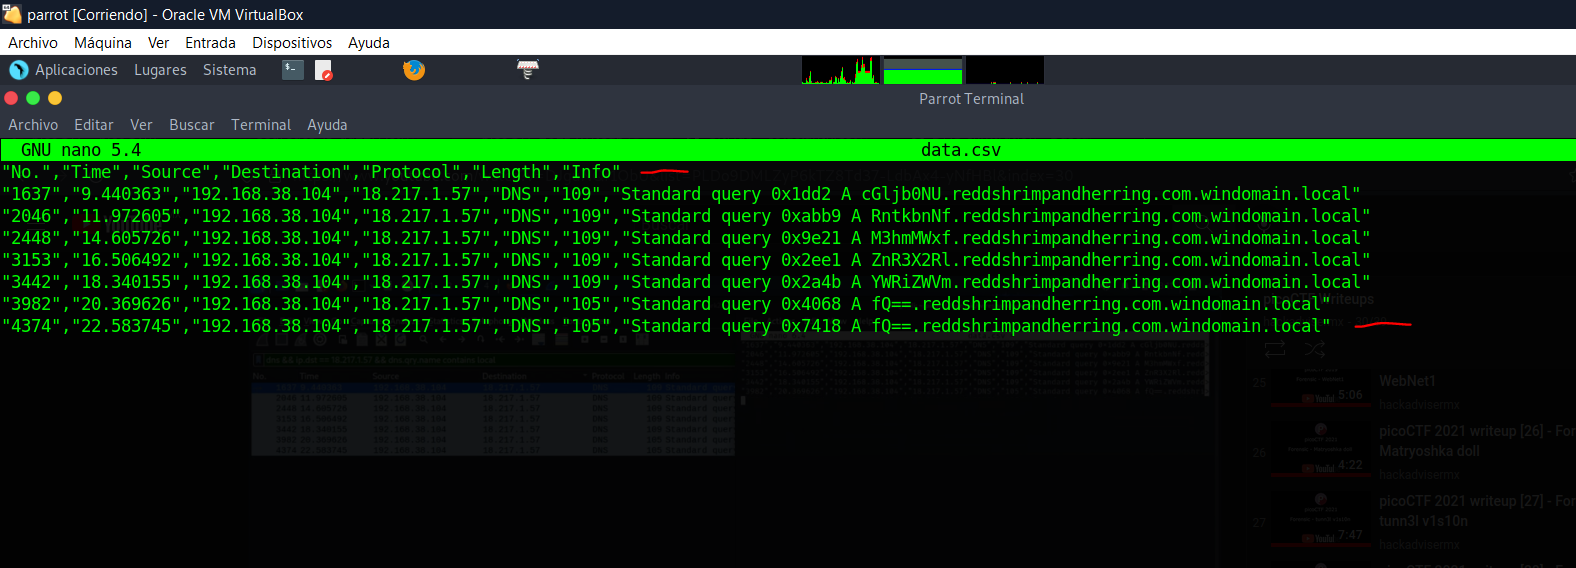 parrot [Corriendo] - Oracle VM VirtualBox
Archivo Máquina Ver Entrada Dispositivos Ayuda
Aplicaciones Lugares Sistema
Parrot Terminal
Archivo Editar Ver Buscar Terminal Ayuda
GNU nano 5.4 data.csv
"No.","Time","Source","Destination","Protocol","Length","Info"
"1637","9.440363","192.168.38.104","18.217.1.57","DNS","109","Standard query 0x1dd2 A cGljb0NU.reddshrimpandherring.com.windomain.local"
"2046","11.972605","192.168.38.104","18.217.1.57","DNS","109","Standard query 0xabb9 A RntkbnNf.reddshrimpandherring.com.windomain.local"
"2448","14.605726","192.168.38.104","18.217.1.57","DNS","109","Standard query 0x9e21 A M3hmMWxf.reddshrimpandherring.com.windomain.local"
"3153","16.506492","192.168.38.104","18.217.1.57","DNS","109","Standard query 0x2ee1 A ZnR3X2Rl.reddshrimpandherring.com.windomain.local"
"3442","18.340155","192.168.38.104","18.217.1.57","DNS","109","Standard query 0x2a4b A YWRiZWVm.reddshrimpandherring.com.windomain.local"
"3982","20.369626","192.168.38.104","18.217.1.57","DNS","105","Standard query 0x4068 A fQ==.reddshrimpandherring.com.windomain.local"
"4374","22.583745","192.168.38.104","18.217.1.57","DNS","105","Standard query 0x7418 A fQ==.reddshrimpandherring.com.windomain.local"
25
WebNet1
5:06
hackadvisermx
picoCTF 2021 writeup [26] - For
26
Matryoshka doll
4:22
hackadvisermx
picoCTF 2021 writeup [27] - For
27
tunn3l v1s10n
7:47
hackadvisermx